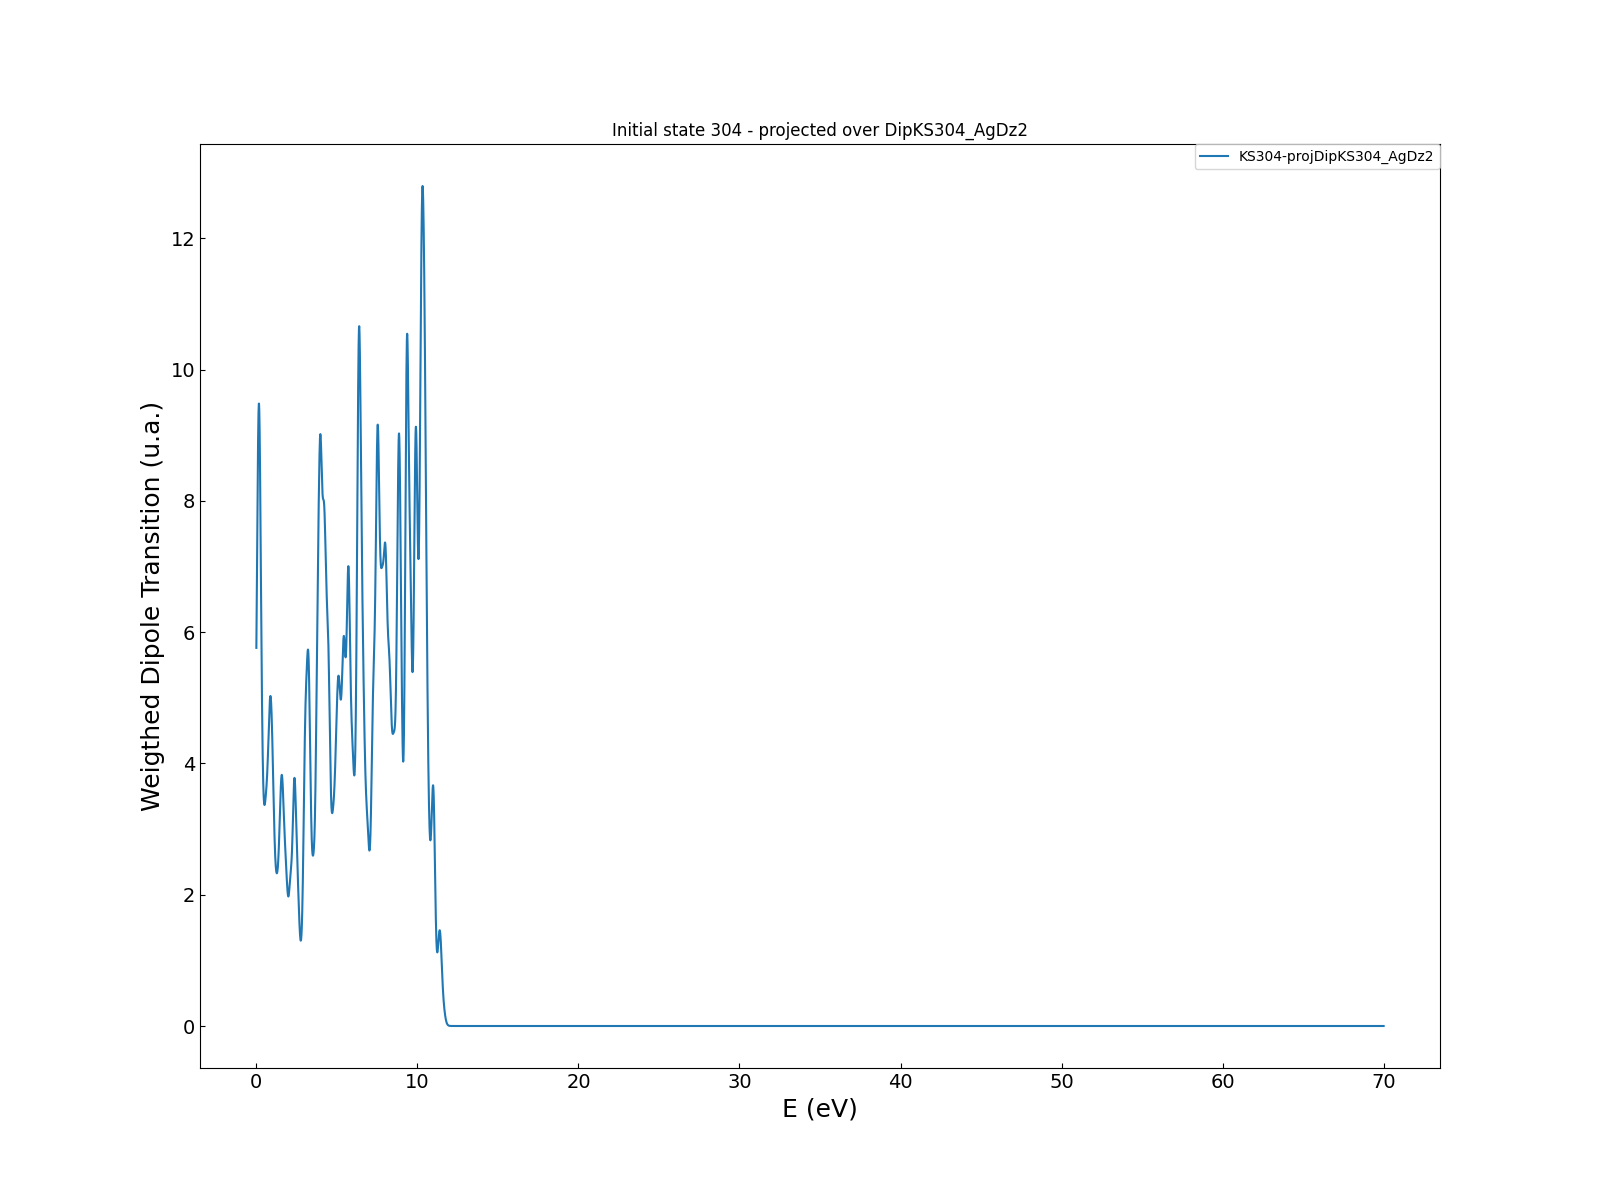 Initial state 304 - projected over DipKS304_AgDz2
KS304-projDipKS304_AgDz2
Weigthed Dipole Transition (u.a.)
12
10
8
6
4
2
0
0 10 20 30 40 50 60 70
E (eV)